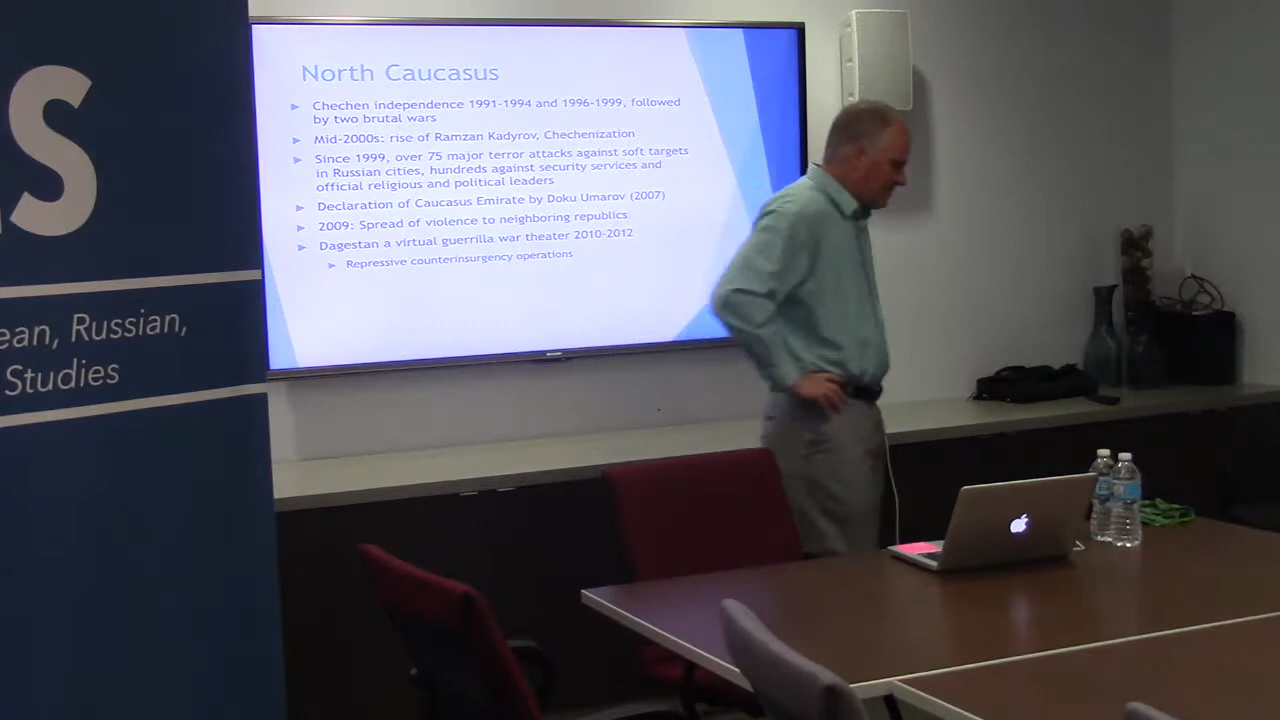 S
ean, Russian,
Studies
North Caucasus
Chechen independence 1991-1994 and 1996-1999, followed
by two brutal wars
Mid-2000s: rise of Ramzan Kadyrov, Chechenization
Since 1999, over 75 major terror attacks against soft targets
in Russian cities, hundreds against security services and
official religious and political leaders
Declaration of Caucasus Emirate by Doku Umarov (2007)
2009: Spread of violence to neighboring republics
Dagestan a virtual guerrilla war theater 2010-2012
Repressive counterinsurgency operations